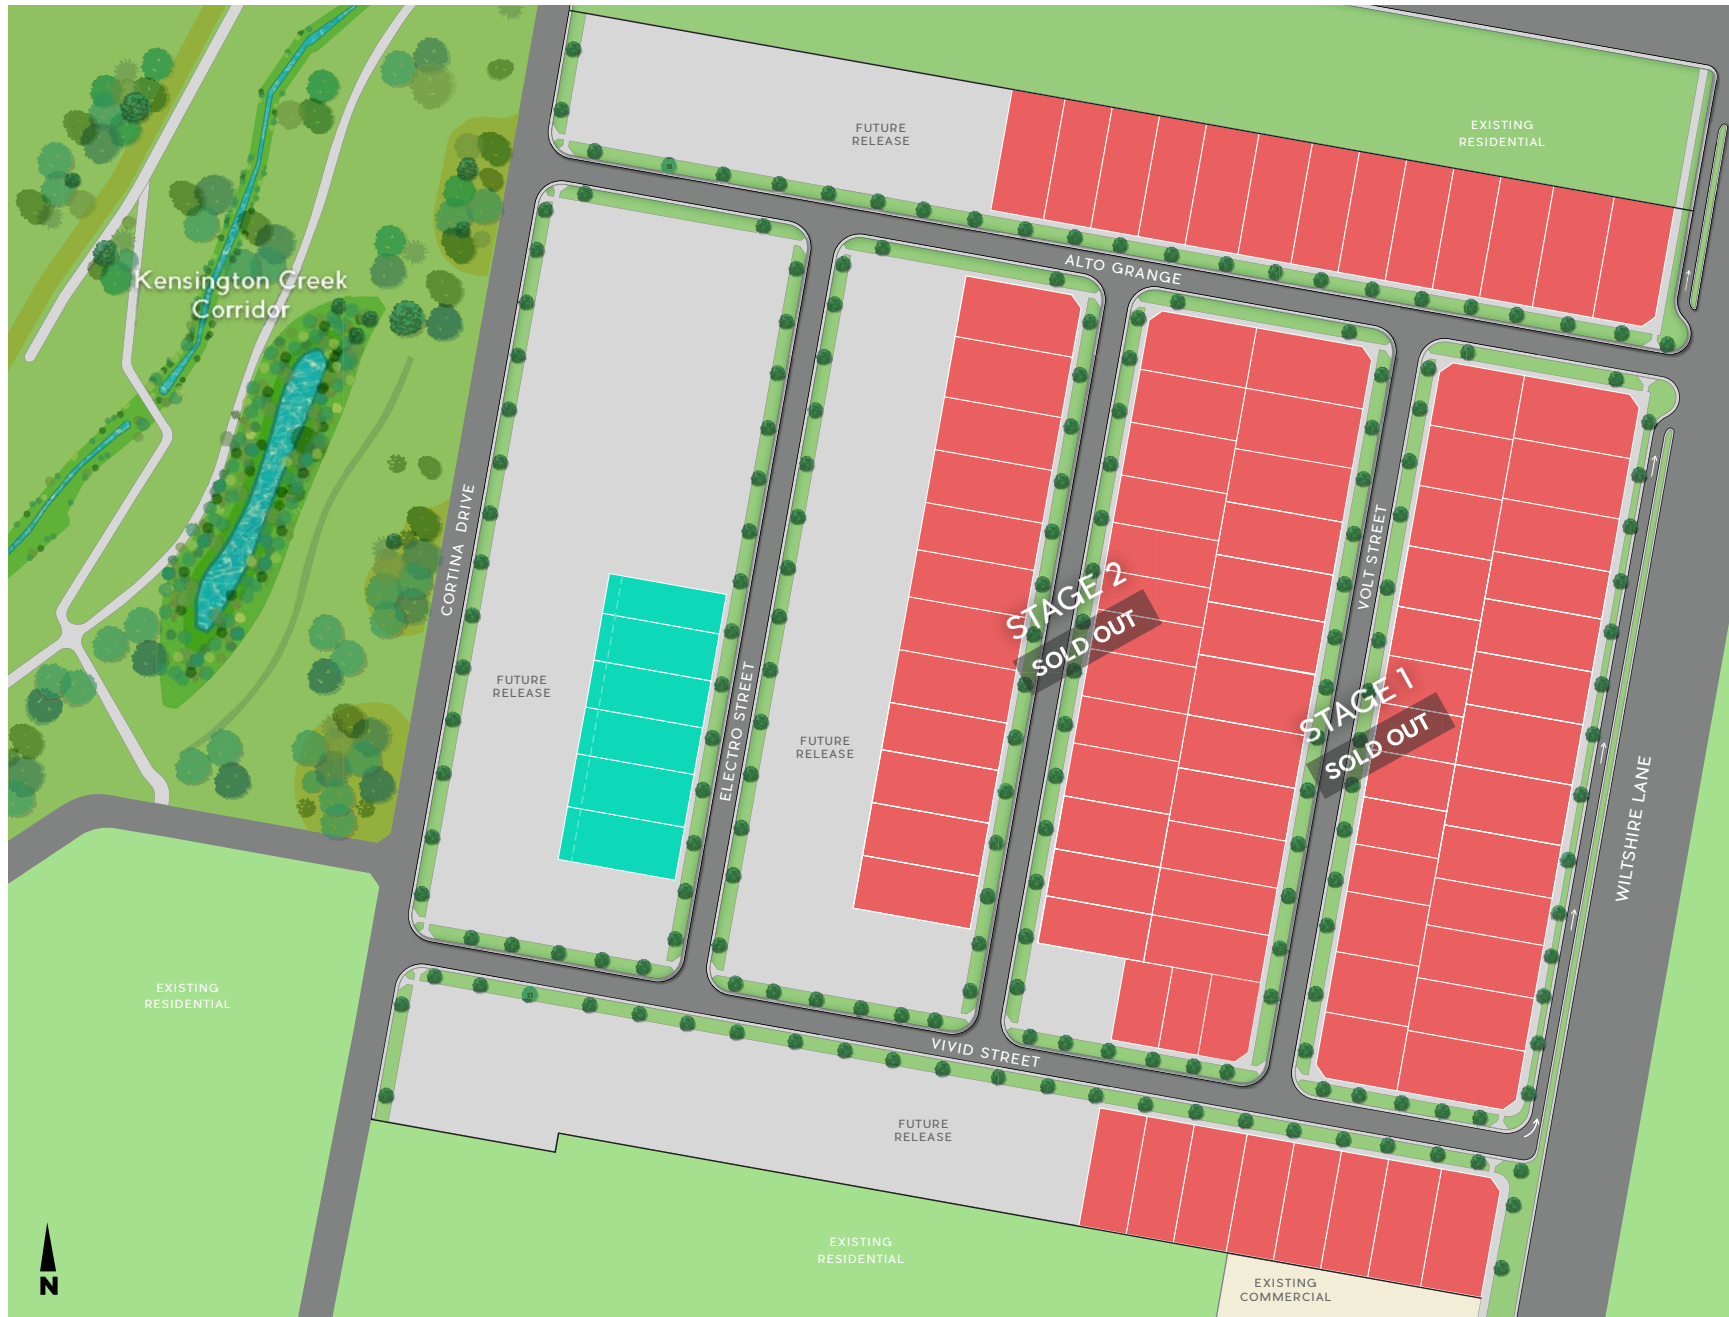 FUTURE
RELEASE
EXISTING
RESIDENTIAL
ALTO GRANGE
Kensington Creek
Corridor
CORTINA DRIVE
VOLT STREET
STAGE 2
SOLD OUT
FUTURE
RELEASE
ELECTRO STREET
STAGE 1
SOLD OUT
FUTURE
RELEASE
WILTSHIRE LANE
EXISTING
RESIDENTIAL
VIVID STREET
FUTURE
RELEASE
EXISTING
RESIDENTIAL
EXISTING
COMMERCIAL
N